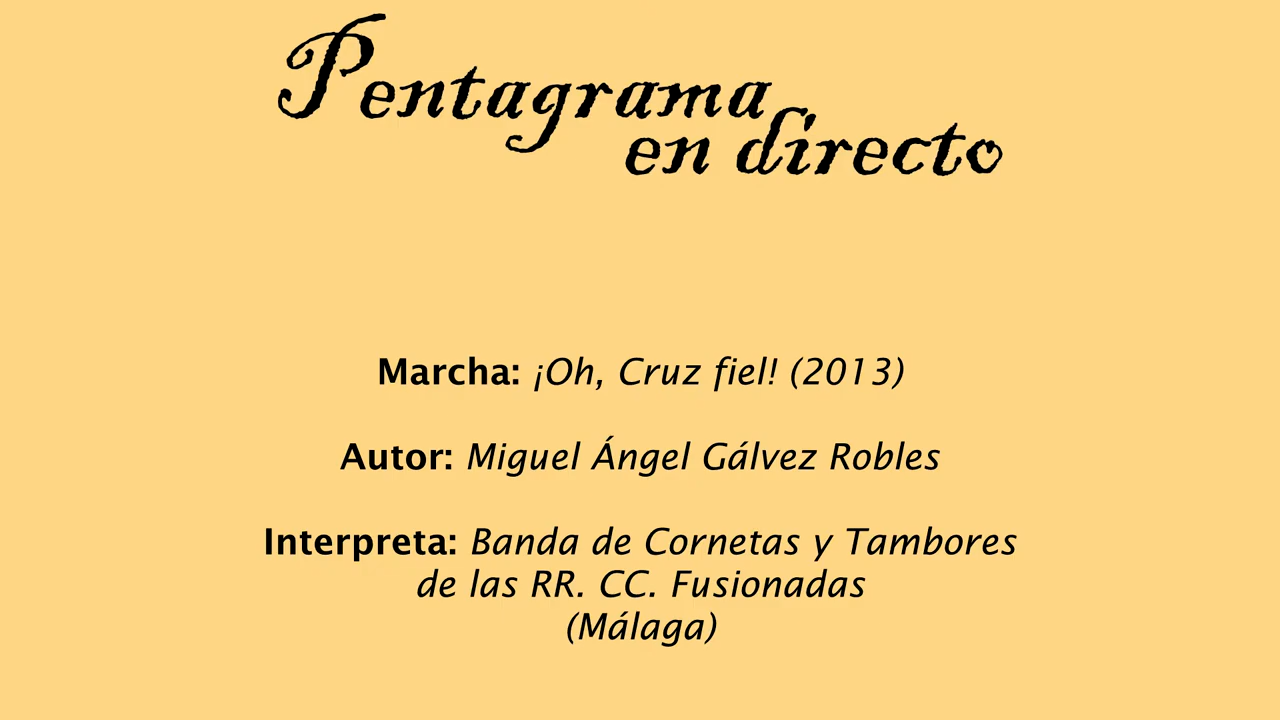 Pentagrama
en directo
Marcha: ¡Oh, Cruz fiel! (2013)
Autor: Miguel Ángel Gálvez Robles
Interpreta: Banda de Cornetas y Tambores
de las RR. CC. Fusionadas
(Málaga)